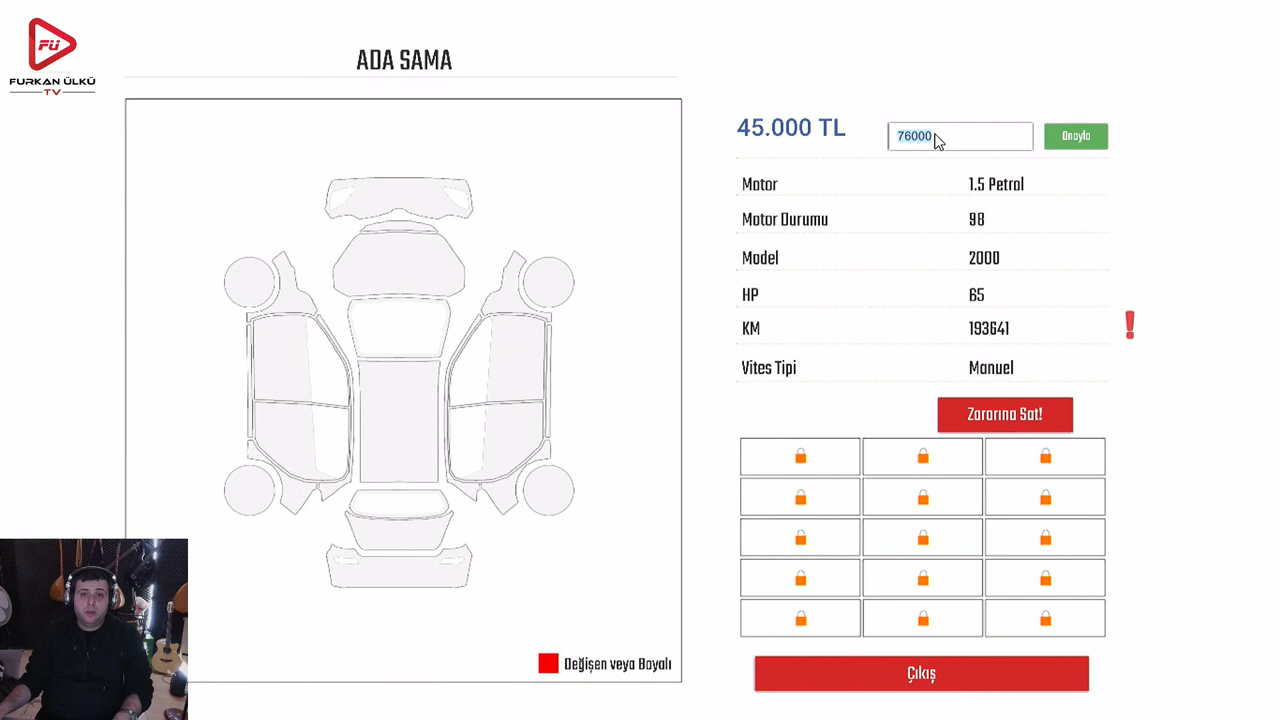 FU
FURKAN ÜLKÜ
TV
ADA SAMA
45.000 TL
76000
Onayla
Motor 1.5 Petrol
Motor Durumu 98
Model 2000
HP 65
KM 193641
!
Vites Tipi Manuel
Zararına Sat!
Değişen veya Boyalı
Çıkış